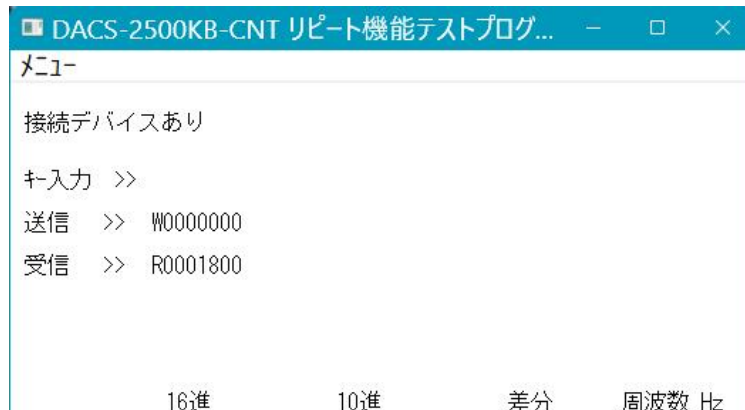 DACS-2500KB-CNT リピート機能テストプログ...
メニュー
接続デバイスあり
キー入力 >>
送信 >> W0000000
受信 >> R0001800
16進 10進 差分 周波数 Hz